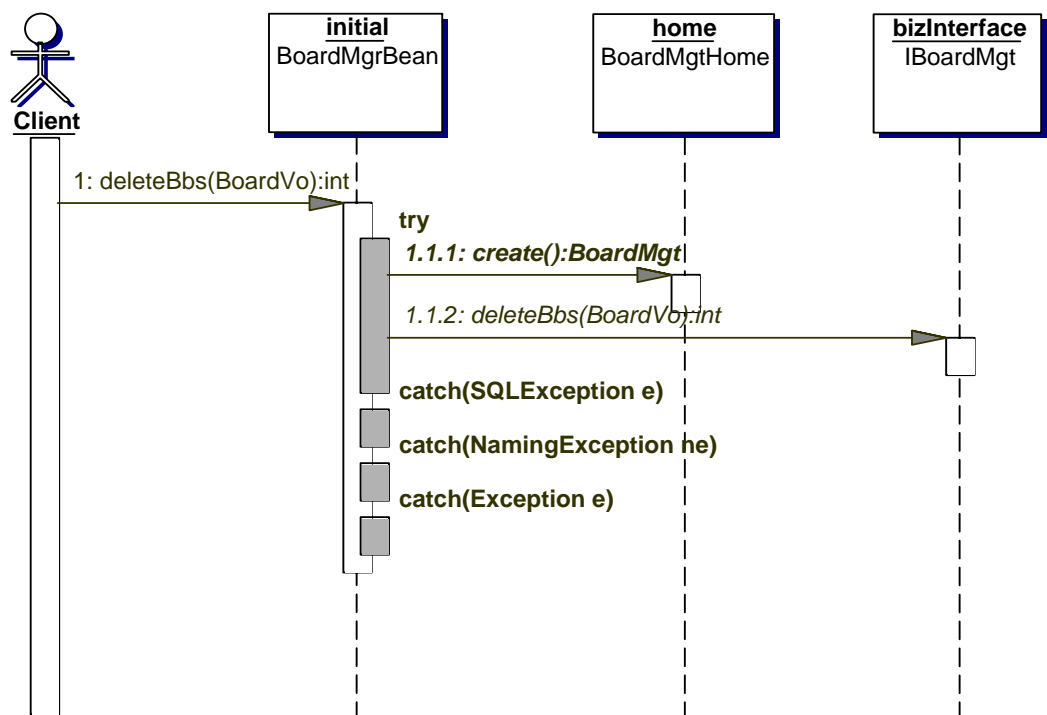 initial
BoardMgrBean
home
BoardMgtHome
bizInterface
IBoardMgt
Client
1: deleteBbs(BoardVo):int
try
1.1.1: create():BoardMgt
1.1.2: deleteBbs(BoardVo):int
catch(SQLException e)
catch(NamingException ne)
catch(Exception e)